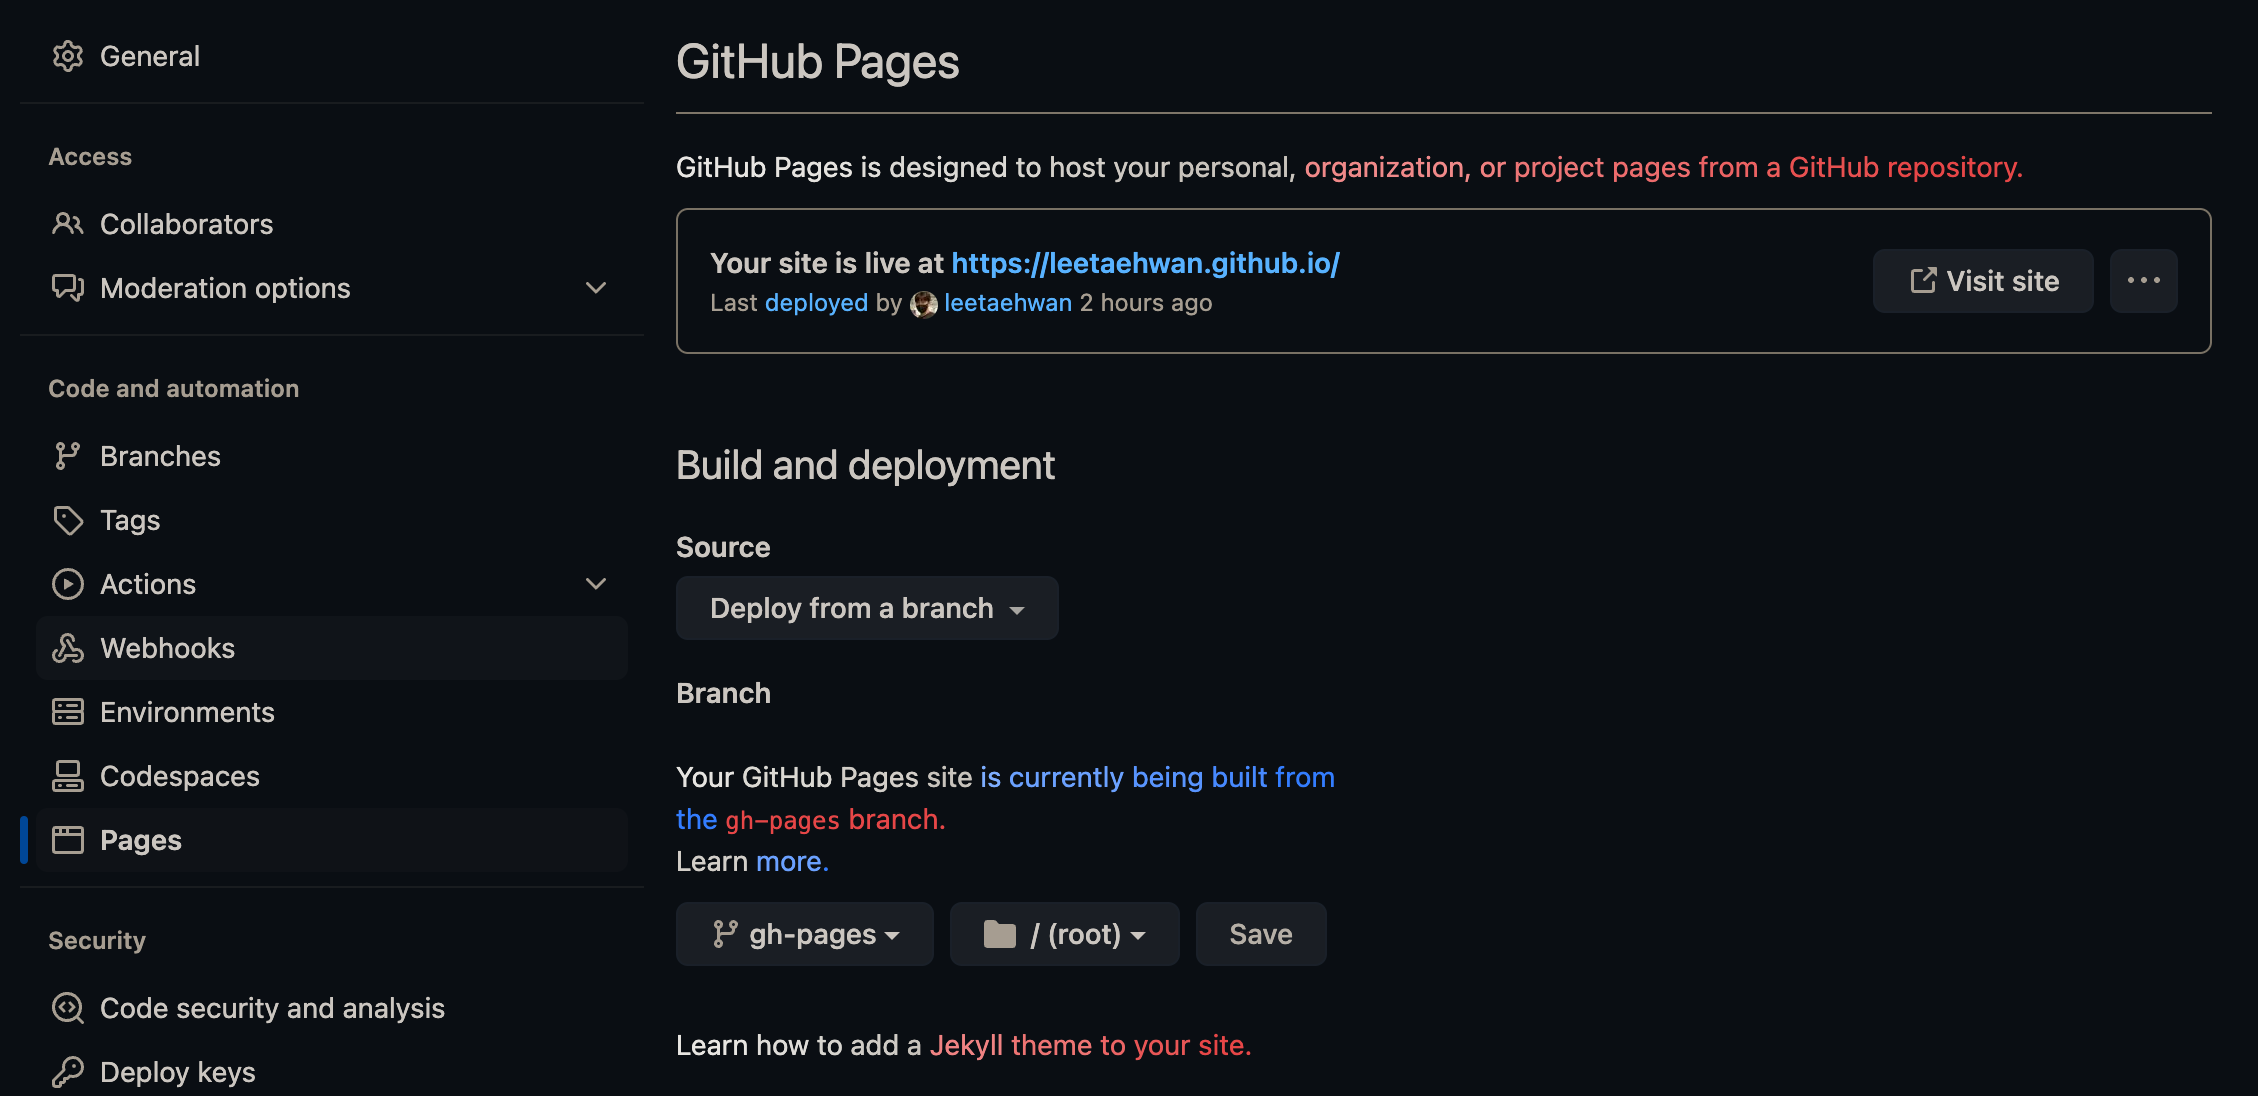 General
Access
Collaborators
Moderation options
Code and automation
Branches
Tags
Actions
Webhooks
Environments
Codespaces
Pages
Security
Code security and analysis
Deploy keys
GitHub Pages
GitHub Pages is designed to host your personal, organization, or project pages from a GitHub repository.
Your site is live at https://leetaehwan.github.io/
Last deployed by leetaehwan 2 hours ago
Visit site
Build and deployment
Source
Deploy from a branch
Branch
Your GitHub Pages site is currently being built from
the gh-pages branch.
Learn more.
gh-pages
/ (root)
Save
Learn how to add a Jekyll theme to your site.